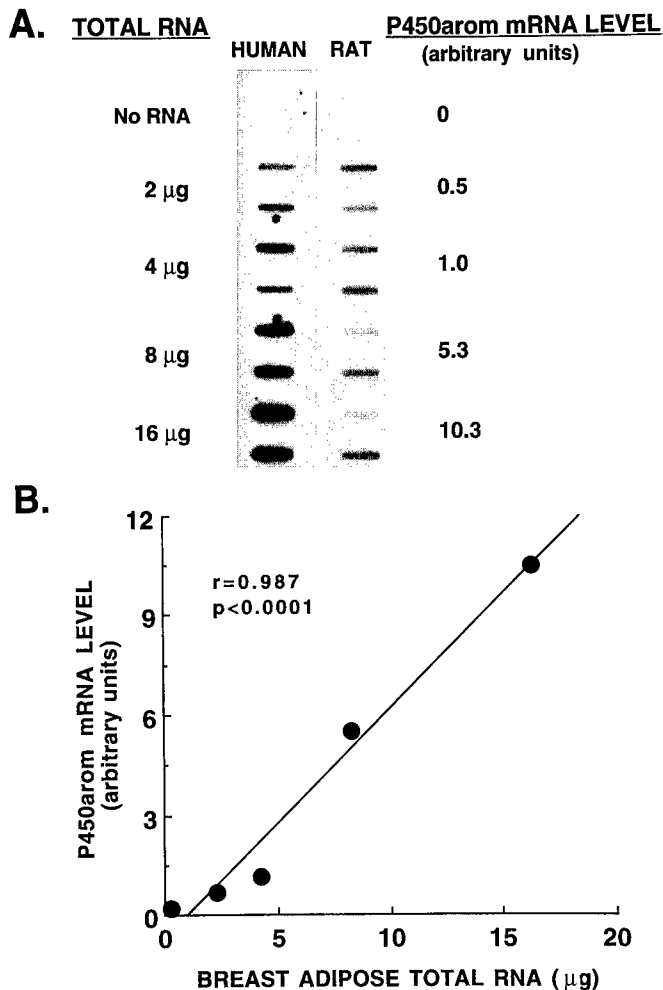 A.
TOTAL RNA
P450arom mRNA LEVEL
(arbitrary units)
HUMAN RAT
No RNA 0
2 µg 0.5
4 µg 1.0
8 µg 5.3
16 µg 10.3
B.
12
9
6
3
0
P450arom mRNA LEVEL
(arbitrary units)
r=0.987
p<0.0001
0 5 10 15 20
BREAST ADIPOSE TOTAL RNA (µg)